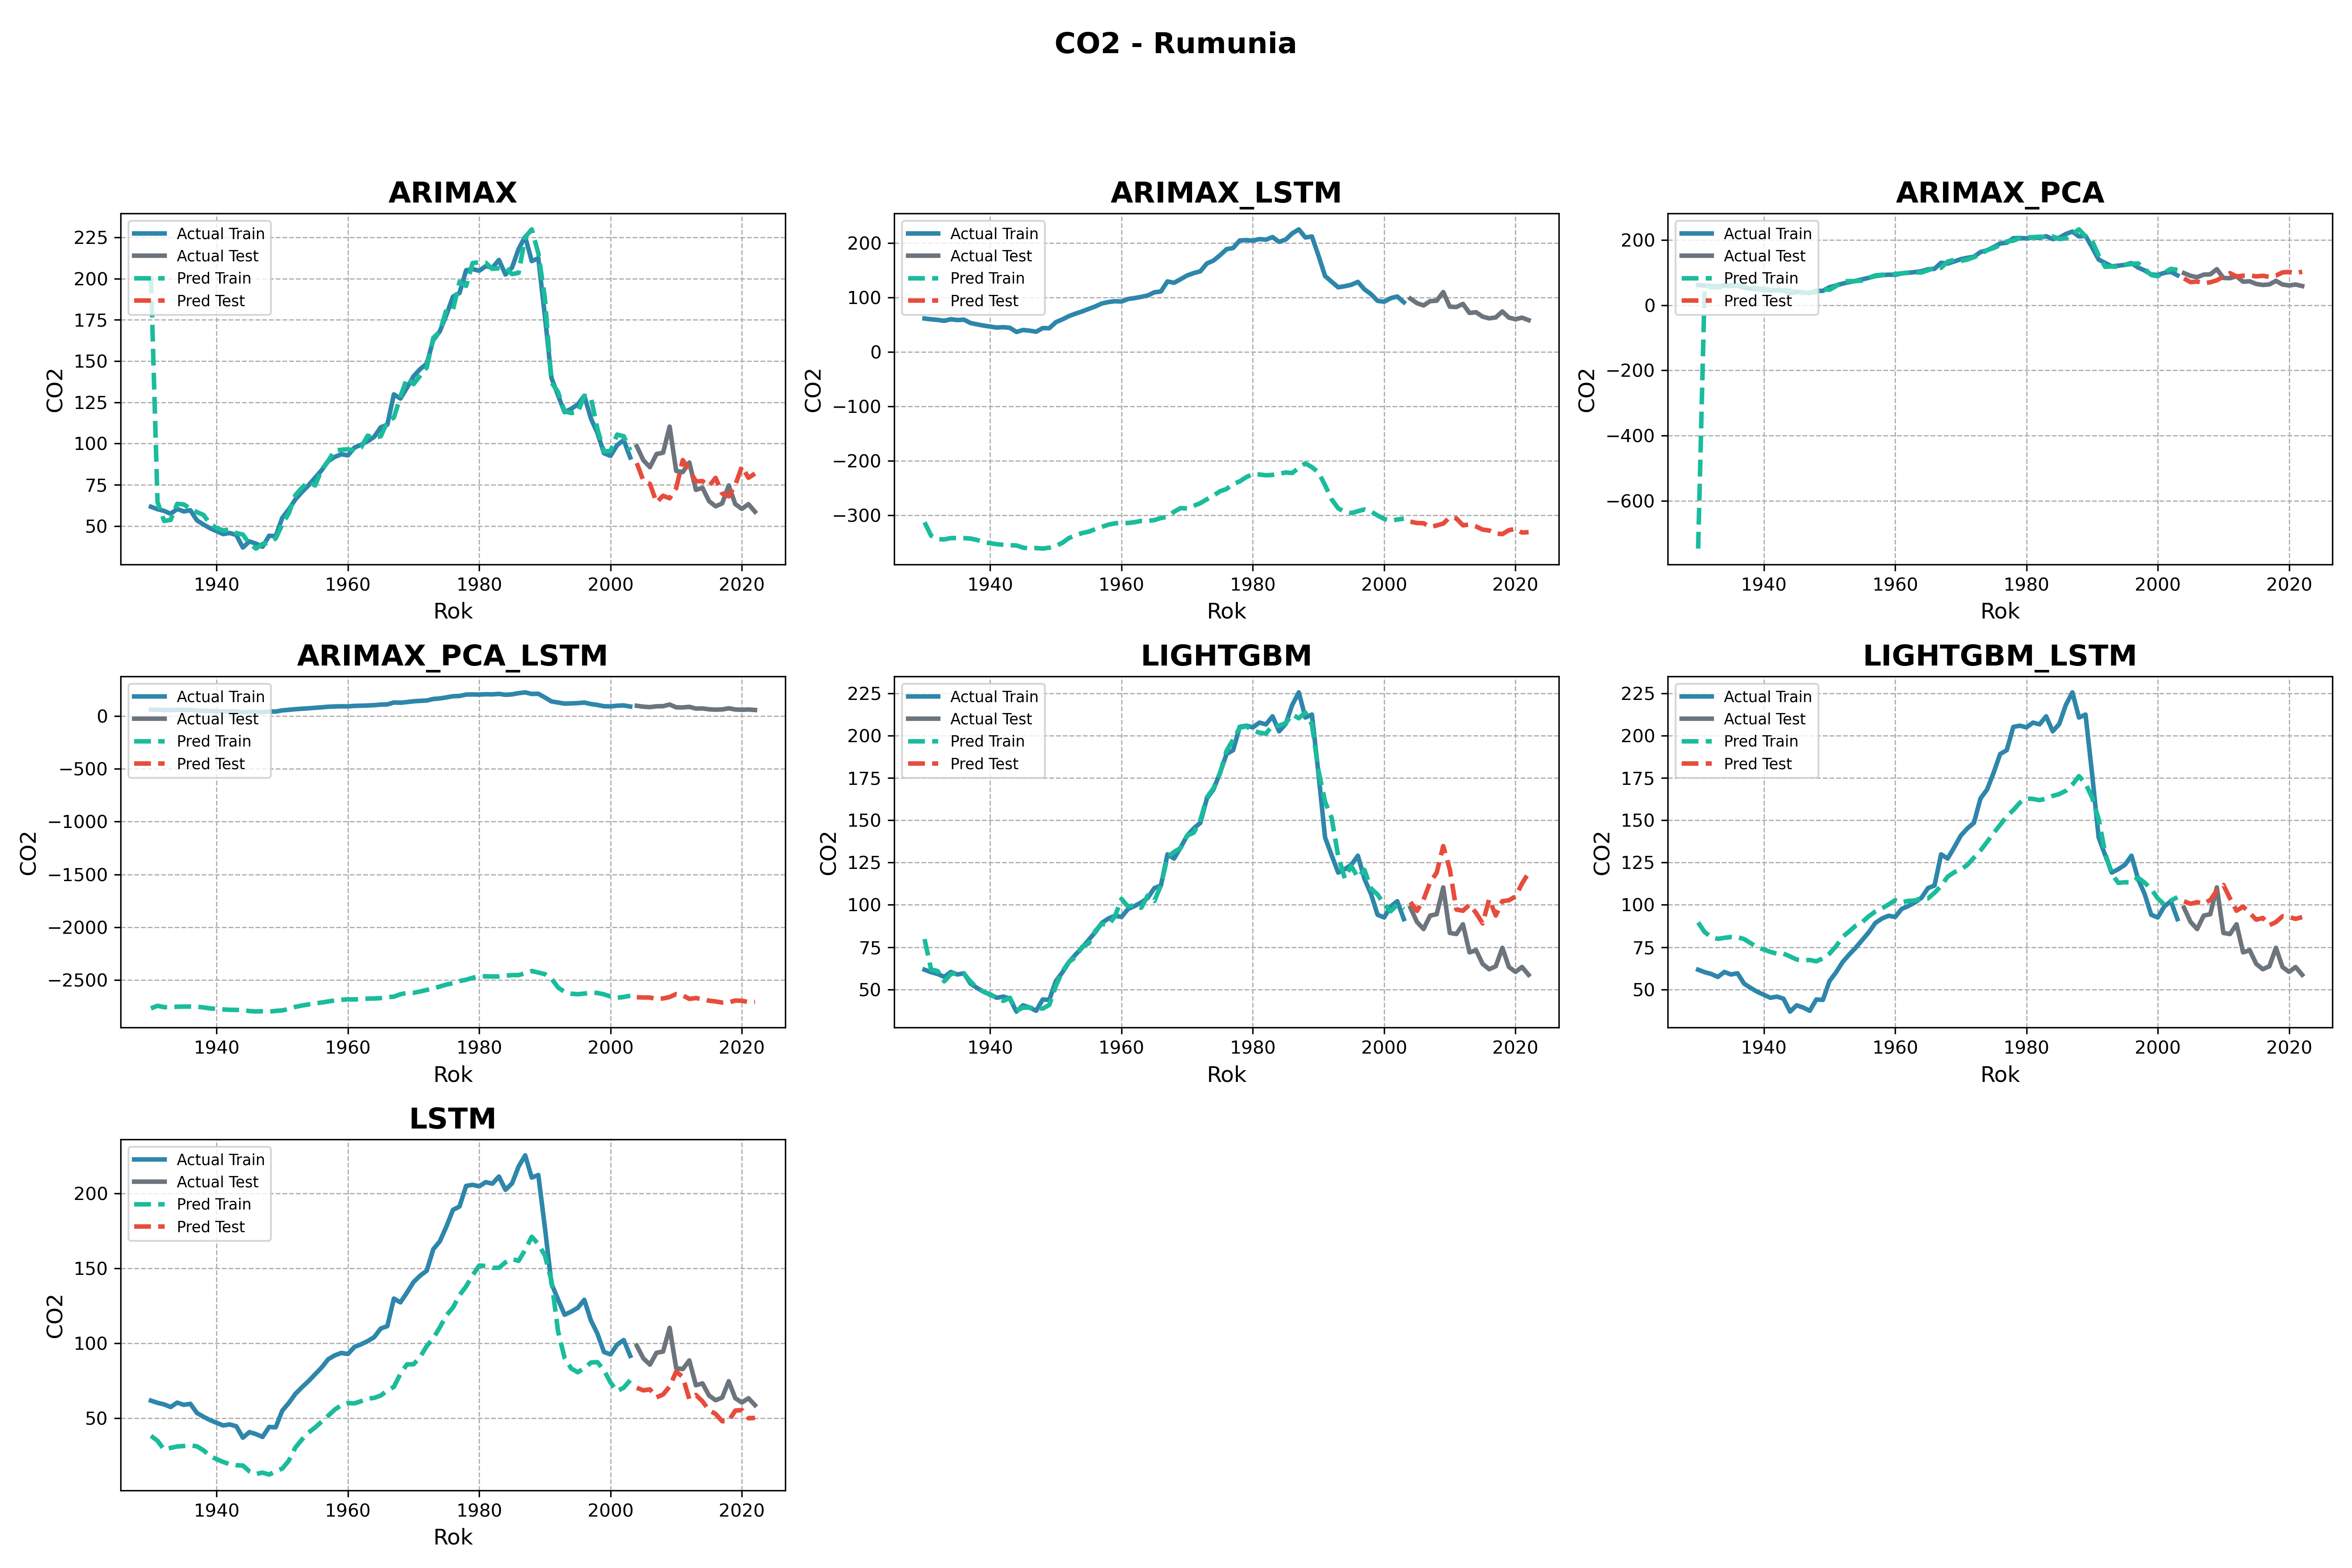 CO2 - Rumunia
ARIMAX
Actual Train
Actual Test
Pred Train
Pred Test
225
200
175
150
125
100
75
50
CO2
1940
1960
1980
2000
2020
Rok
ARIMAX_LSTM
Actual Train
Actual Test
Pred Train
Pred Test
200
100
0
−100
−200
−300
CO2
1940
1960
1980
2000
2020
Rok
ARIMAX_PCA
Actual Train
Actual Test
Pred Train
Pred Test
200
0
−200
−400
−600
CO2
1940
1960
1980
2000
2020
Rok
ARIMAX_PCA_LSTM
Actual Train
Actual Test
Pred Train
Pred Test
0
−500
−1000
−1500
−2000
−2500
CO2
1940
1960
1980
2000
2020
Rok
LIGHTGBM
Actual Train
Actual Test
Pred Train
Pred Test
225
200
175
150
125
100
75
50
CO2
1940
1960
1980
2000
2020
Rok
LIGHTGBM_LSTM
Actual Train
Actual Test
Pred Train
Pred Test
225
200
175
150
125
100
75
50
CO2
1940
1960
1980
2000
2020
Rok
LSTM
Actual Train
Actual Test
Pred Train
Pred Test
200
150
100
50
CO2
1940
1960
1980
2000
2020
Rok